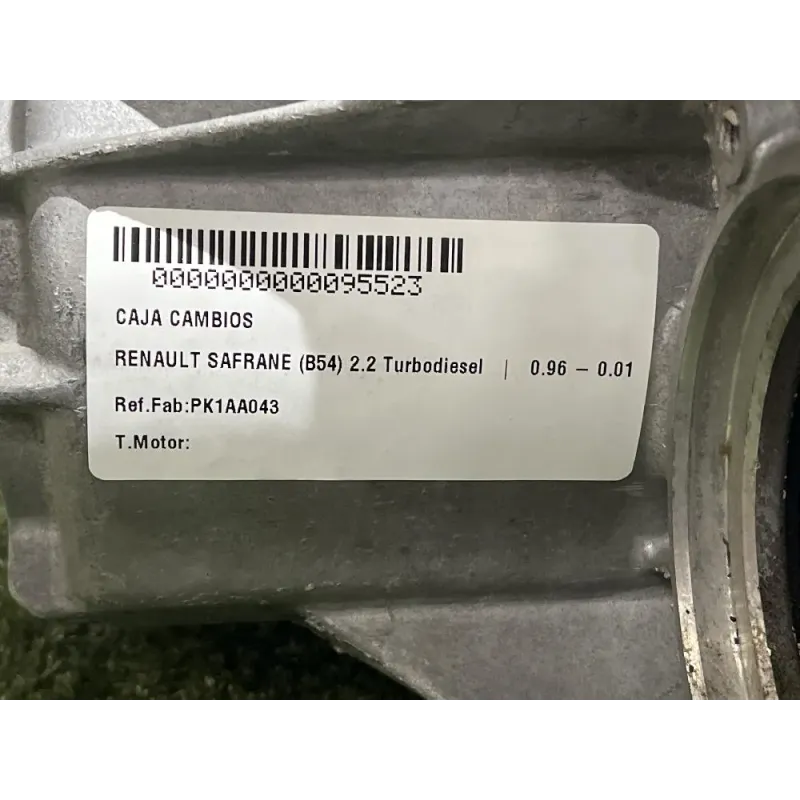 0000000000095523
CAJA CAMBIOS
RENAULT SAFRANE (B54) 2.2 Turbodiesel | 0.96 – 0.01
Ref.Fab:PK1AA043
T.Motor: